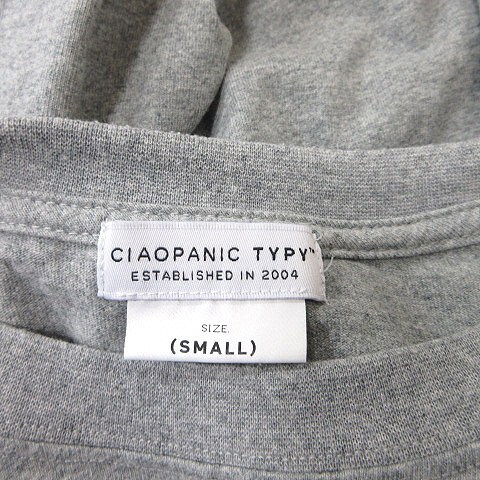 CIAOPANIC TYPY™
ESTABLISHED IN 2004
SIZE.
(SMALL)